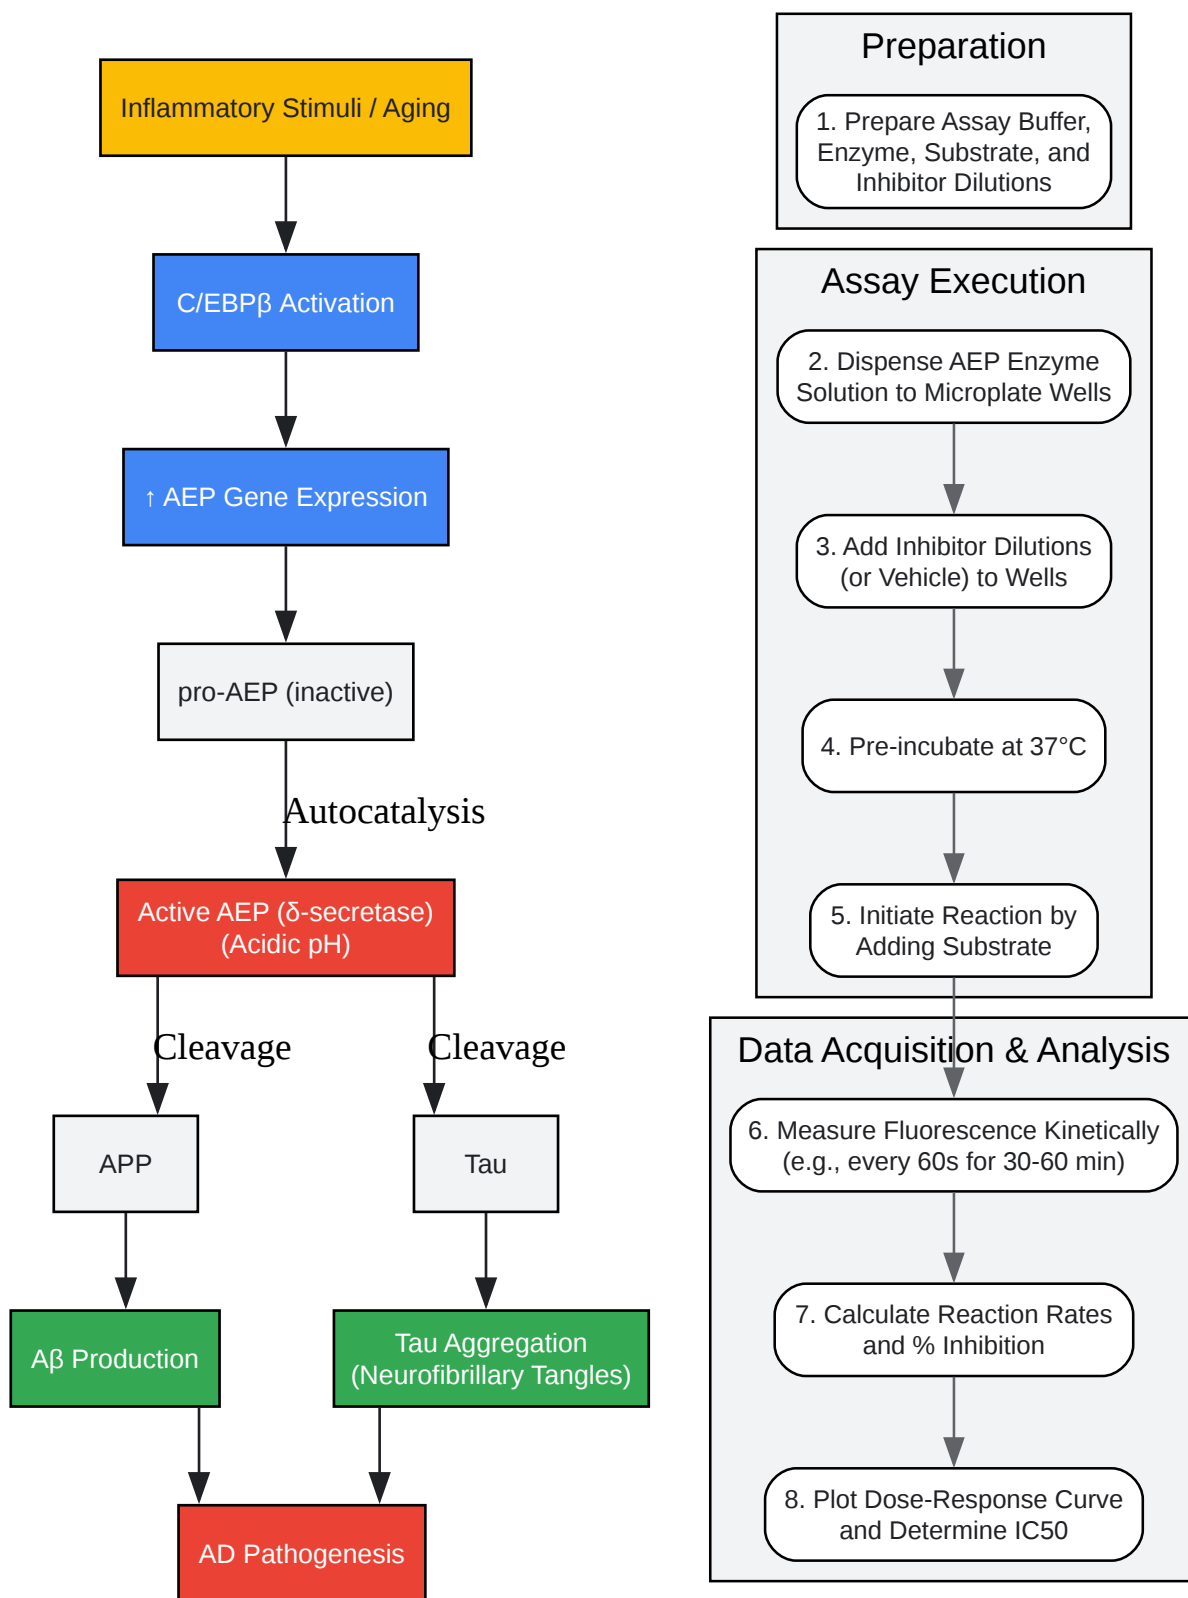 Inflammatory Stimuli / Aging
C/EBPβ Activation
↑ AEP Gene Expression
pro-AEP (inactive)
Autocatalysis
Active AEP (δ-secretase)
(Acidic pH)
Cleavage
Cleavage
APP
Tau
Aβ Production
Tau Aggregation
(Neurofibrillary Tangles)
AD Pathogenesis
Preparation
1. Prepare Assay Buffer,
Enzyme, Substrate, and
Inhibitor Dilutions
Assay Execution
2. Dispense AEP Enzyme
Solution to Microplate Wells
3. Add Inhibitor Dilutions
(or Vehicle) to Wells
4. Pre-incubate at 37°C
5. Initiate Reaction by
Adding Substrate
Data Acquisition & Analysis
6. Measure Fluorescence Kinetically
(e.g., every 60s for 30-60 min)
7. Calculate Reaction Rates
and % Inhibition
8. Plot Dose-Response Curve
and Determine IC50